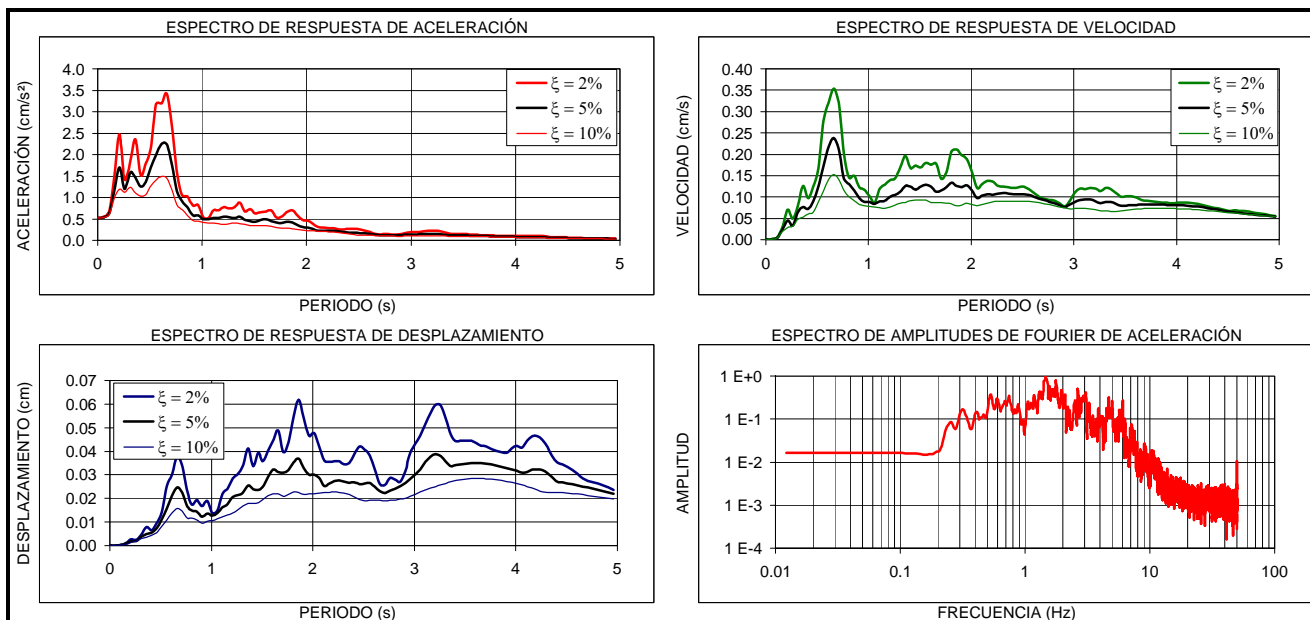 ESPECTRO DE RESPUESTA DE ACELERACIÓN
ACELERACIÓN (cm/s²)
4.0
3.5
3.0
2.5
2.0
1.5
1.0
0.5
0.0
ξ = 2%
ξ = 5%
ξ = 10%
0 1 2 3 4 5
PERIODO (s)
ESPECTRO DE RESPUESTA DE VELOCIDAD
VELOCIDAD (cm/s)
0.40
0.35
0.30
0.25
0.20
0.15
0.10
0.05
0.00
ξ = 2%
ξ = 5%
ξ = 10%
0 1 2 3 4 5
PERIODO (s)
ESPECTRO DE RESPUESTA DE DESPLAZAMIENTO
DESPLAZAMIENTO (cm)
0.07
0.06
0.05
0.04
0.03
0.02
0.01
0.00
ξ = 2%
ξ = 5%
ξ = 10%
0 1 2 3 4 5
PERIODO (s)
ESPECTRO DE AMPLITUDES DE FOURIER DE ACELERACIÓN
AMPLITUD
1 E+0
1 E-1
1 E-2
1 E-3
1 E-4
0.01 0.1 1 10 100
FRECUENCIA (Hz)